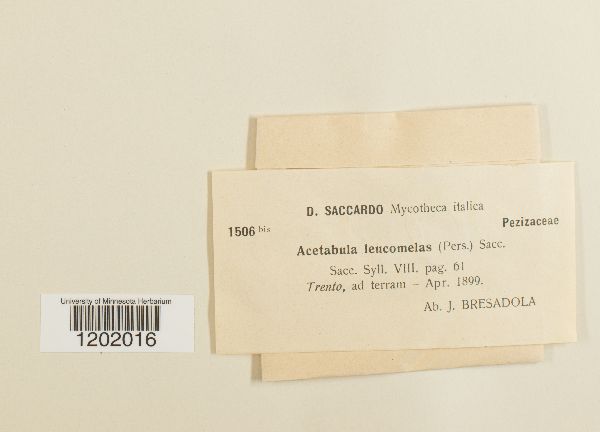 D. SACCARDO Mycotheca italica
1506 bis
Pezizaceae
Acetabula leucomelas (Pers.) Sacc.
Sacc. Syll. VIII. pag. 61
Trento, ad terram – Apr. 1899.
Ab. J. BRESADOLA
University of Minnesota Herbarium
1202016